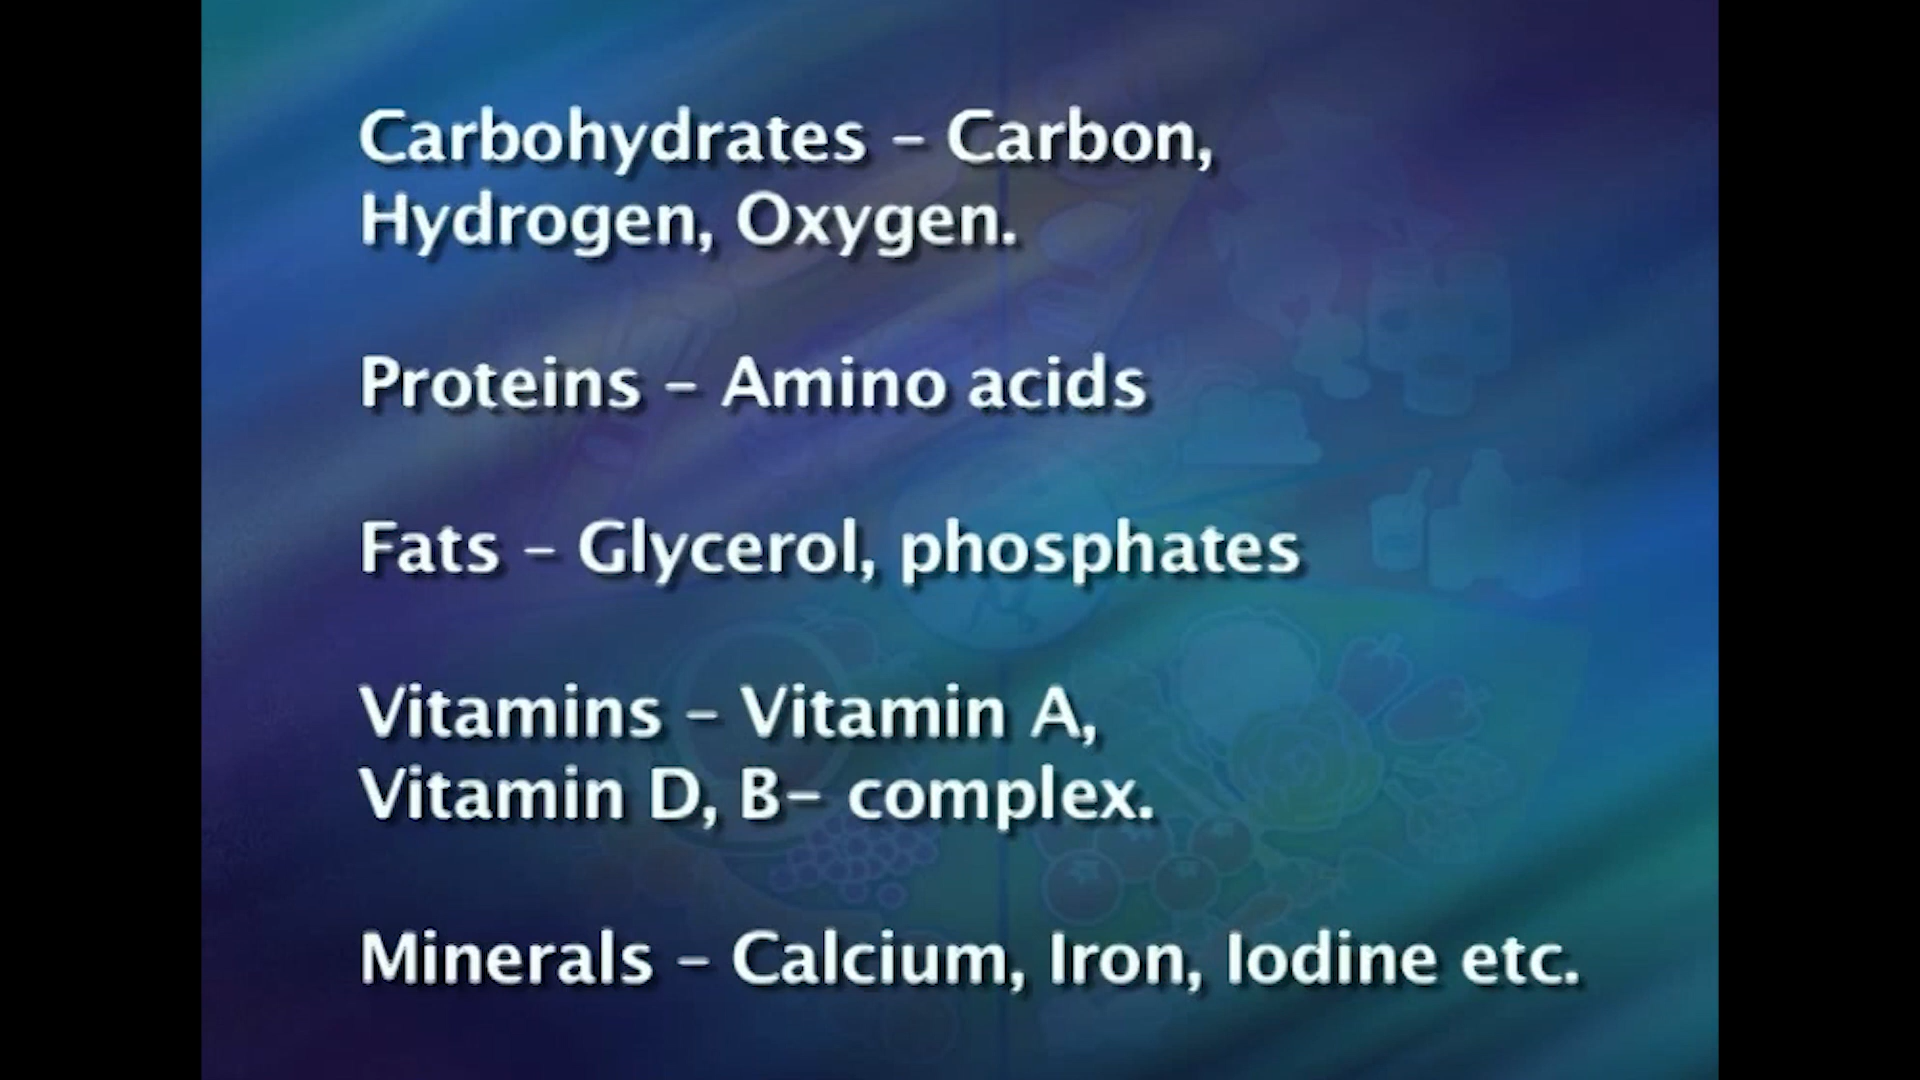 Carbohydrates – Carbon,
Hydrogen, Oxygen.
Proteins – Amino acids
Fats – Glycerol, phosphates
Vitamins – Vitamin A,
Vitamin D, B– complex.
Minerals – Calcium, Iron, Iodine etc.